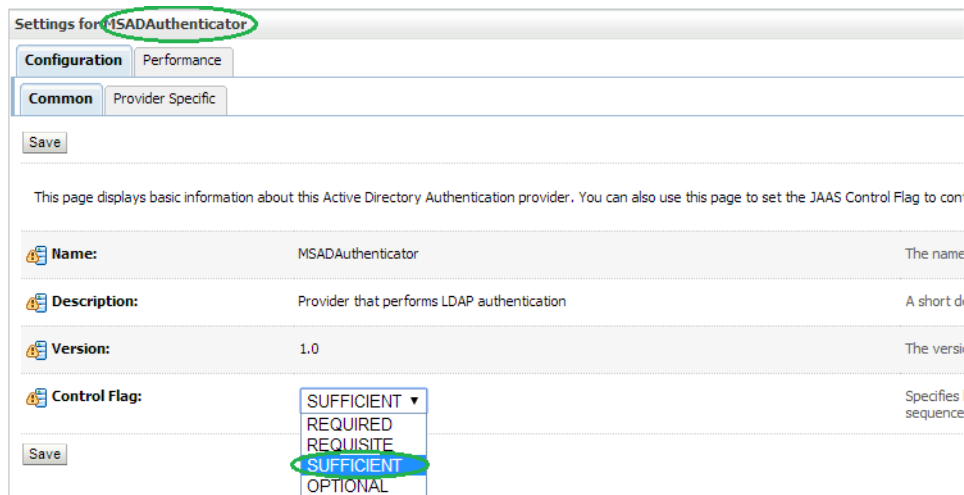 Settings for MSADAuthenticator
Configuration Performance
Common Provider Specific
Save
This page displays basic information about this Active Directory Authentication provider. You can also use this page to set the JAAS Control Flag to con
Name: MSADAuthenticator The name
Description: Provider that performs LDAP authentication A short d
Version: 1.0 The versi
Control Flag: SUFFICIENT Specifies
sequence
REQUIRED
REQUISITE
SUFFICIENT
OPTIONAL
Save